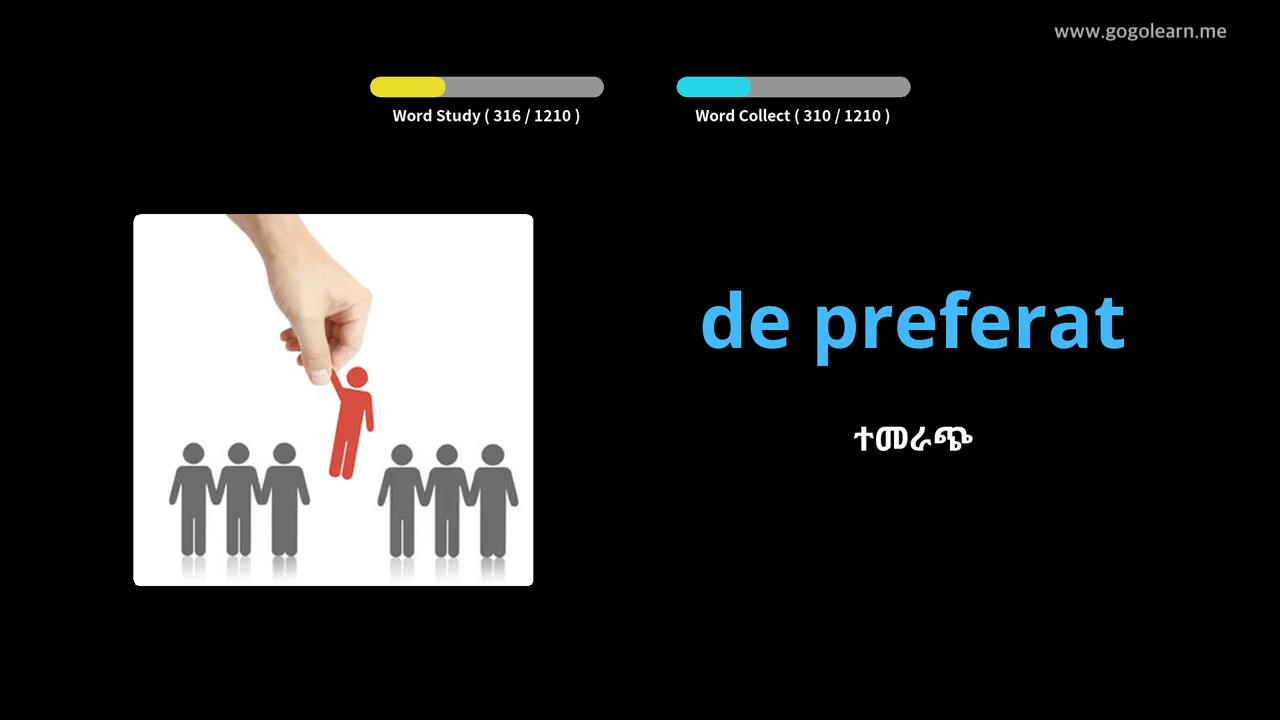 www.gogolearn.me
Word Study ( 316 / 1210 )
Word Collect ( 310 / 1210 )
de preferat
ተመራጭ